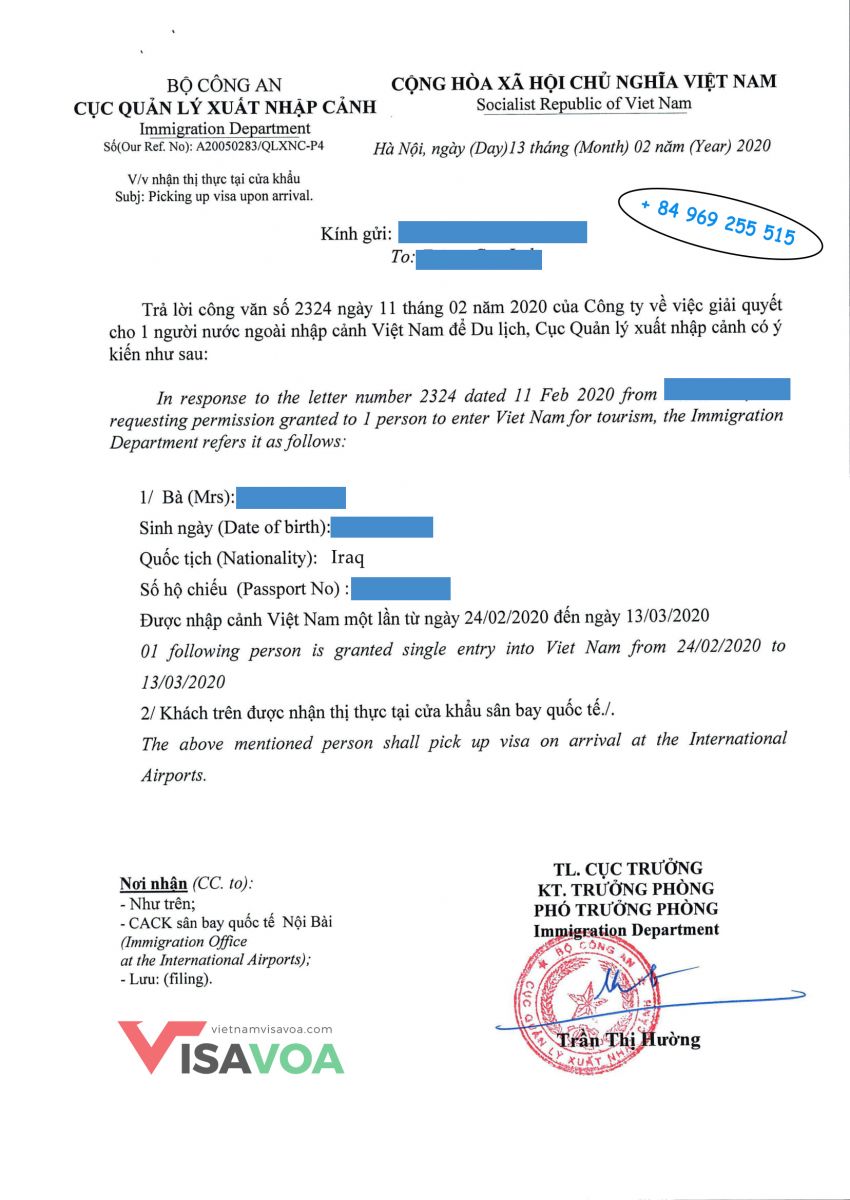 BỘ CÔNG AN
CỤC QUẢN LÝ XUẤT NHẬP CẢNH
Immigration Department
Số(Our Ref. No): A20050283/QLXNC-P4
V/v nhận thị thực tại cửa khẩu
Subj: Picking up visa upon arrival.
CỘNG HÒA XÃ HỘI CHỦ NGHĨA VIỆT NAM
Socialist Republic of Viet Nam
Hà Nội, ngày (Day)13 tháng (Month) 02 năm (Year) 2020
+ 84 969 255 515
Kính gửi:
To:
Trả lời công văn số 2324 ngày 11 tháng 02 năm 2020 của Công ty về việc giải quyết
cho 1 người nước ngoài nhập cảnh Việt Nam để Du lịch, Cục Quản lý xuất nhập cảnh có ý
kiến như sau:
In response to the letter number 2324 dated 11 Feb 2020 from
requesting permission granted to 1 person to enter Viet Nam for tourism, the Immigration
Department refers it as follows:
1/ Bà (Mrs):
Sinh ngày (Date of birth):
Quốc tịch (Nationality): Iraq
Số hộ chiếu (Passport No) :
Được nhập cảnh Việt Nam một lần từ ngày 24/02/2020 đến ngày 13/03/2020
01 following person is granted single entry into Viet Nam from 24/02/2020 to
13/03/2020
2/ Khách trên được nhận thị thực tại cửa khẩu sân bay quốc tế./.
The above mentioned person shall pick up visa on arrival at the International
Airports.
Nơi nhận (CC. to):
- Như trên;
- CACK sân bay quốc tế Nội Bài
(Immigration Office
at the International Airports);
- Lưu: (filing).
TL. CỤC TRƯỞNG
KT. TRƯỞNG PHÒNG
PHÓ TRƯỞNG PHÒNG
Immigration Department
BỘ CÔNG AN
CỤC QUẢN LÝ XUẤT NHẬP CẢNH
Trần Thị Hường
vietnamvisavoa.com
VISAVOA